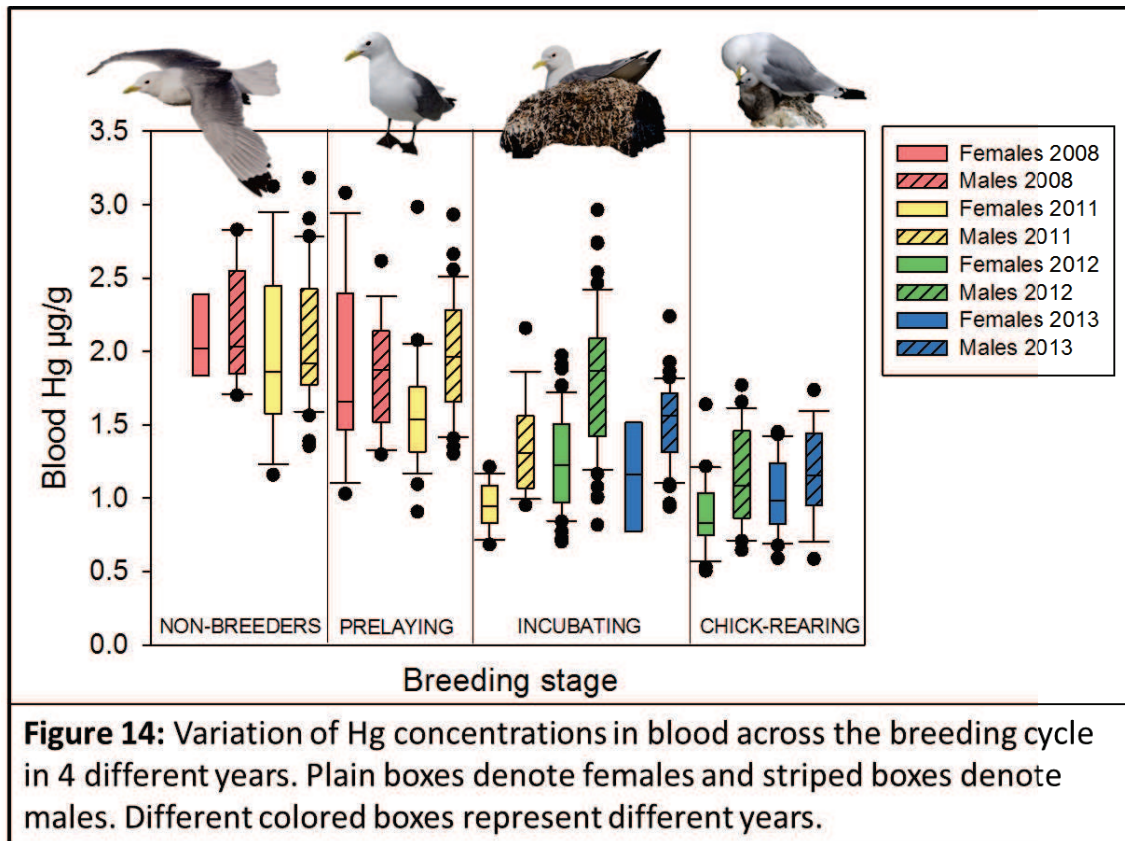 3.5
3.0
2.5
2.0
1.5
1.0
0.5
0.0
Blood Hg µg/g
NON-BREEDERS
PRELAYING
INCUBATING
CHICK-REARING
Breeding stage
Females 2008
Males 2008
Females 2011
Males 2011
Females 2012
Males 2012
Females 2013
Males 2013
Figure 14: Variation of Hg concentrations in blood across the breeding cycle
in 4 different years. Plain boxes denote females and striped boxes denote
males. Different colored boxes represent different years.